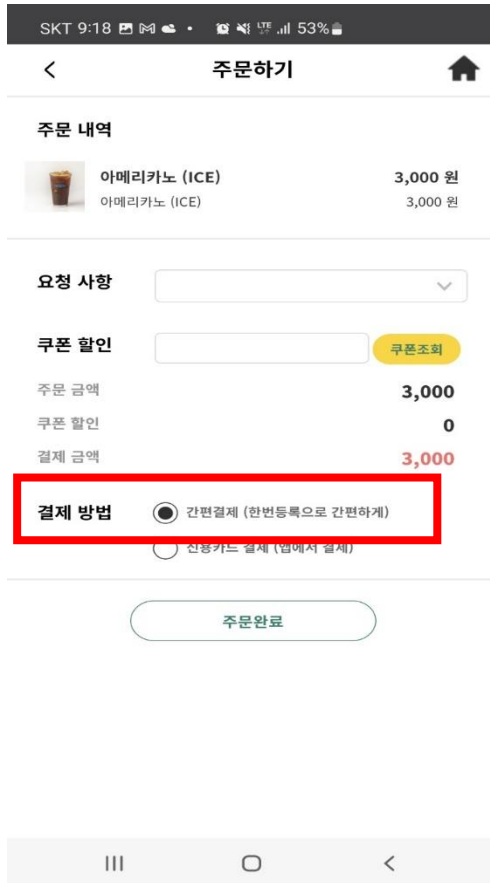 SKT 9:18 LTE 53%
주문하기
주문 내역
아메리카노 (ICE) 3,000 원
아메리카노 (ICE) 3,000 원
요청 사항
쿠폰 할인 쿠폰조회
주문 금액 3,000
쿠폰 할인 0
결제 금액 3,000
결제 방법 간편결제 (한번등록으로 간편하게)
신용카드 결제 (앱에서 결제)
주문완료